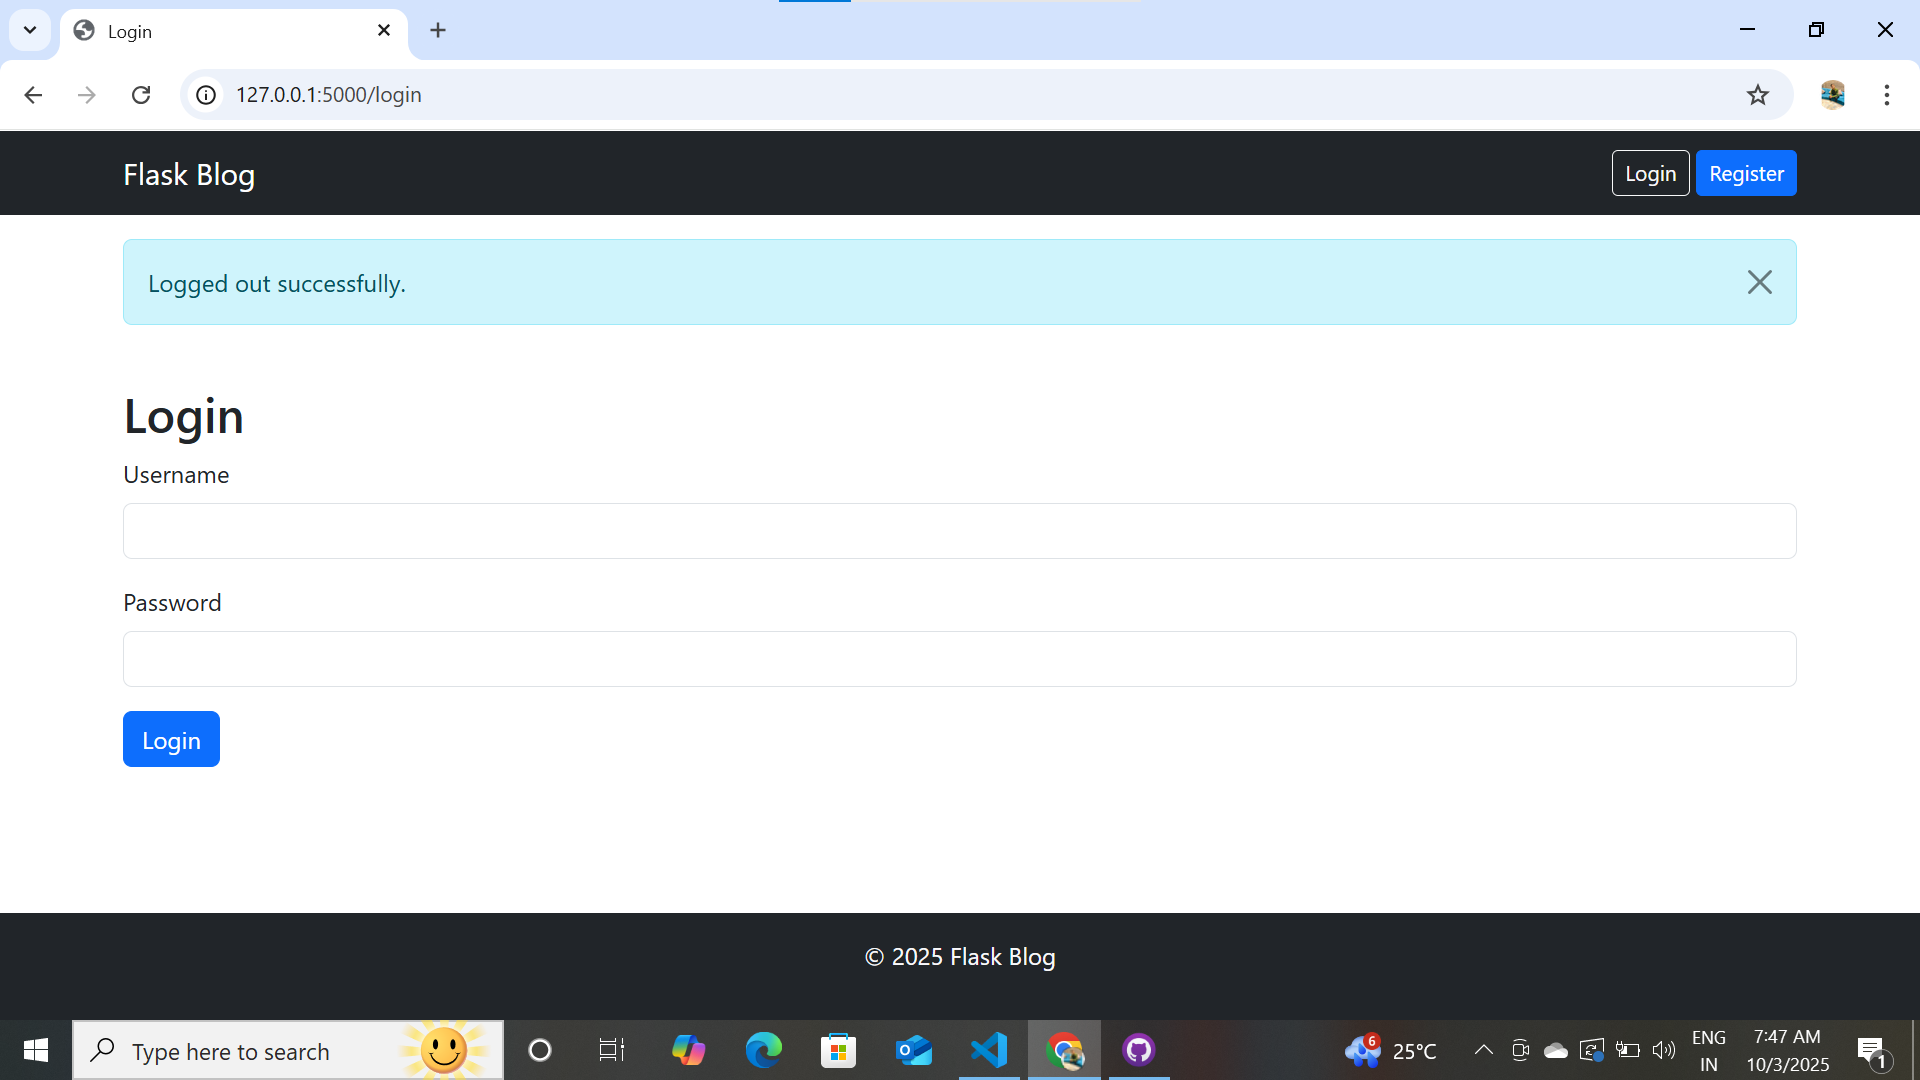 Login
127.0.0.1:5000/login
Flask Blog
Login
Register
Logged out successfully.
Login
Username
Password
Login
© 2025 Flask Blog
Type here to search
6
25°C
ENG
IN
7:47 AM
10/3/2025
1